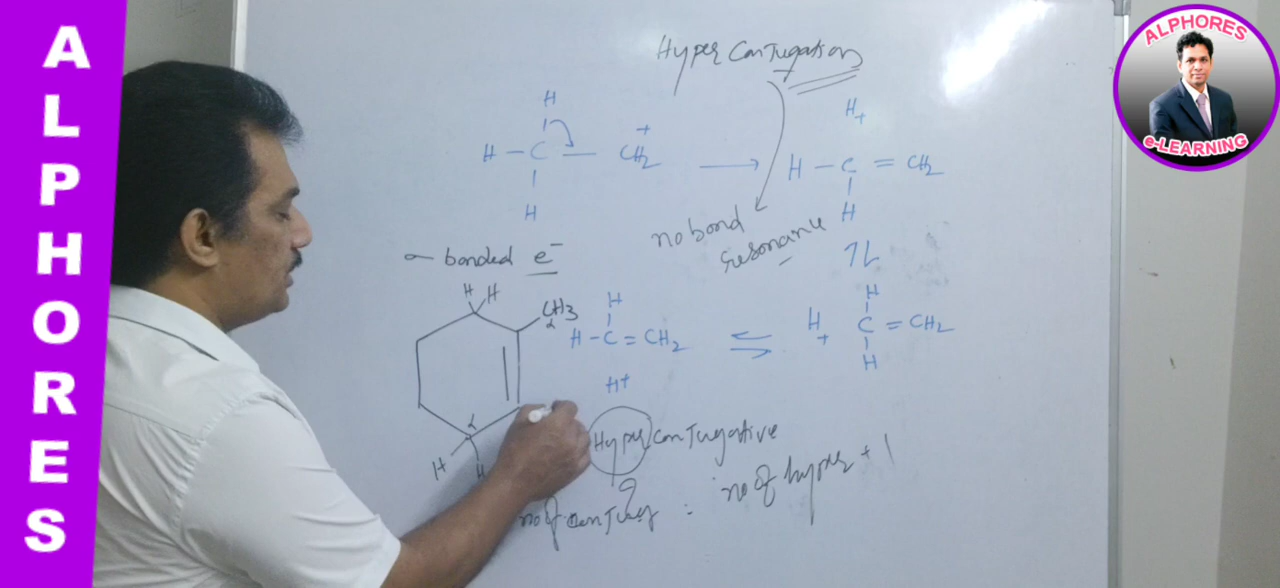 ALPHORES
ALPHORES
e-LEARNING
Hyper Conjugation
H
H – C – CH2 +
H
H+
H – C = CH2
H
no bond
resonance
bonded e–
H H
CH3
α
H
H – C = CH2
H+
H
H + C = CH2
H
α
H H
Hyper conjugative
no of conjug : no of hyper + 1